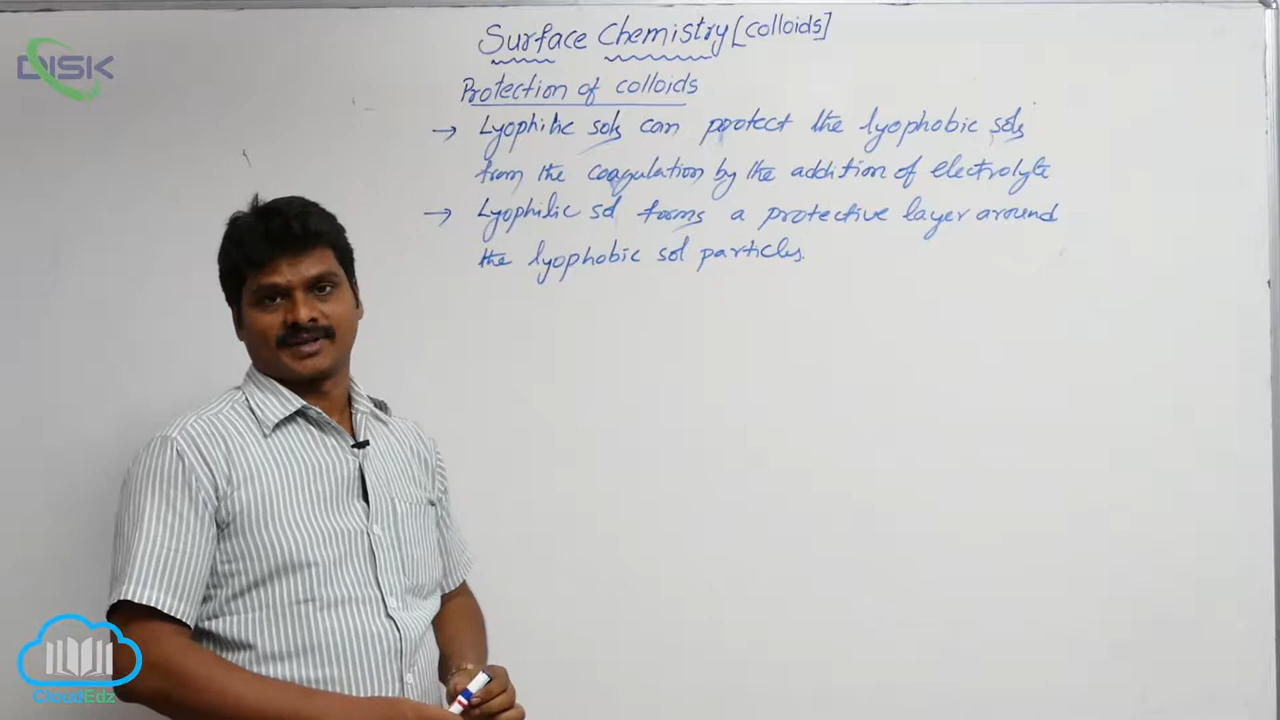 DISK
Surface Chemistry [colloids]
Protection of colloids
→ Lyophilic sols can protect the lyophobic sols
from the coagulation by the addition of electrolyte
→ Lyophilic sol forms a protective layer around
the lyophobic sol particles.
CloudEdz